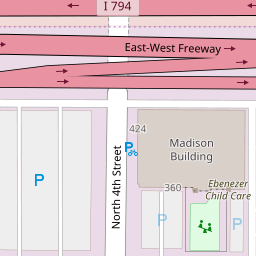 I 794
East-West Freeway
424
Madison
Building
P
North 4th Street
P
360
Ebenezer
Child Care
P
P